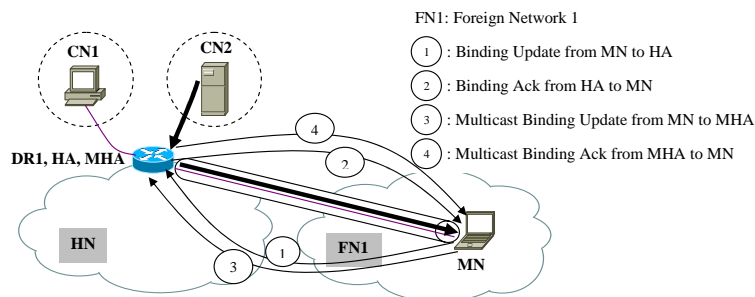 FN1: Foreign Network 1
CN1
CN2
1 : Binding Update from MN to HA
2 : Binding Ack from HA to MN
3 : Multicast Binding Update from MN to MHA
4 : Multicast Binding Ack from MHA to MN
4
DR1, HA, MHA
2
HN
FN1
1
3
MN